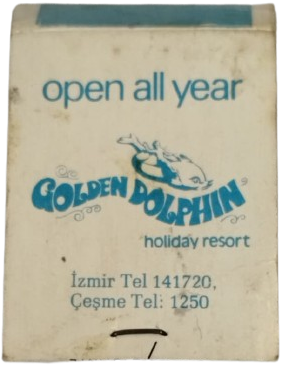 open all year
GOLDEN DOLPHIN
holiday resort
İzmir Tel 141720,
Çeşme Tel: 1250